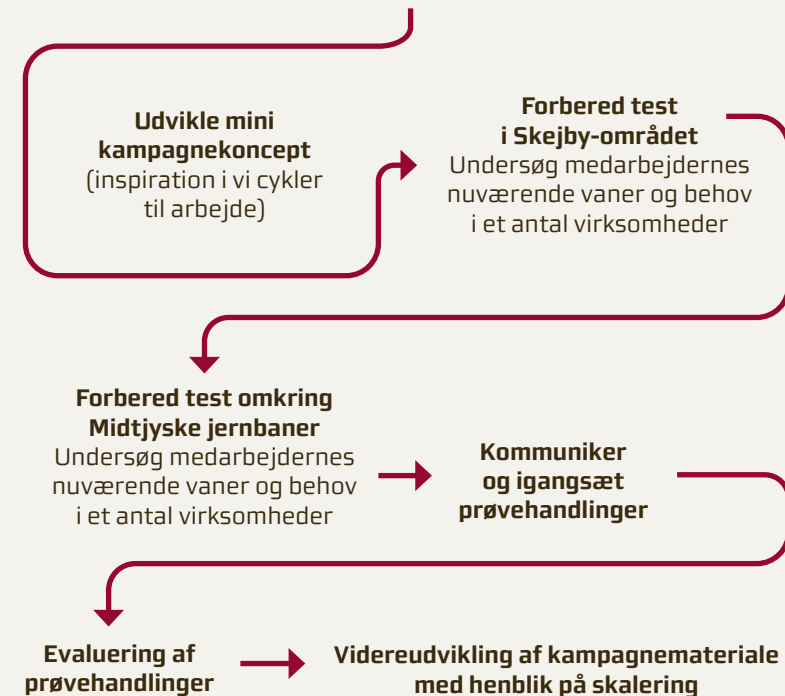 Udvikle mini
kampagnekoncept
(inspiration i vi cykler
til arbejde)
Forbered test
i Skejby-området
Undersøg medarbejdernes
nuværende vaner og behov
i et antal virksomheder
Forbered test omkring
Midtjyske jernbaner
Undersøg medarbejdernes
nuværende vaner og behov
i et antal virksomheder
Kommuniker
og igangsæt
prøvehandlinger
Evaluering af
prøvehandlinger
Videreudvikling af kampagnemateriale
med henblik på skalering